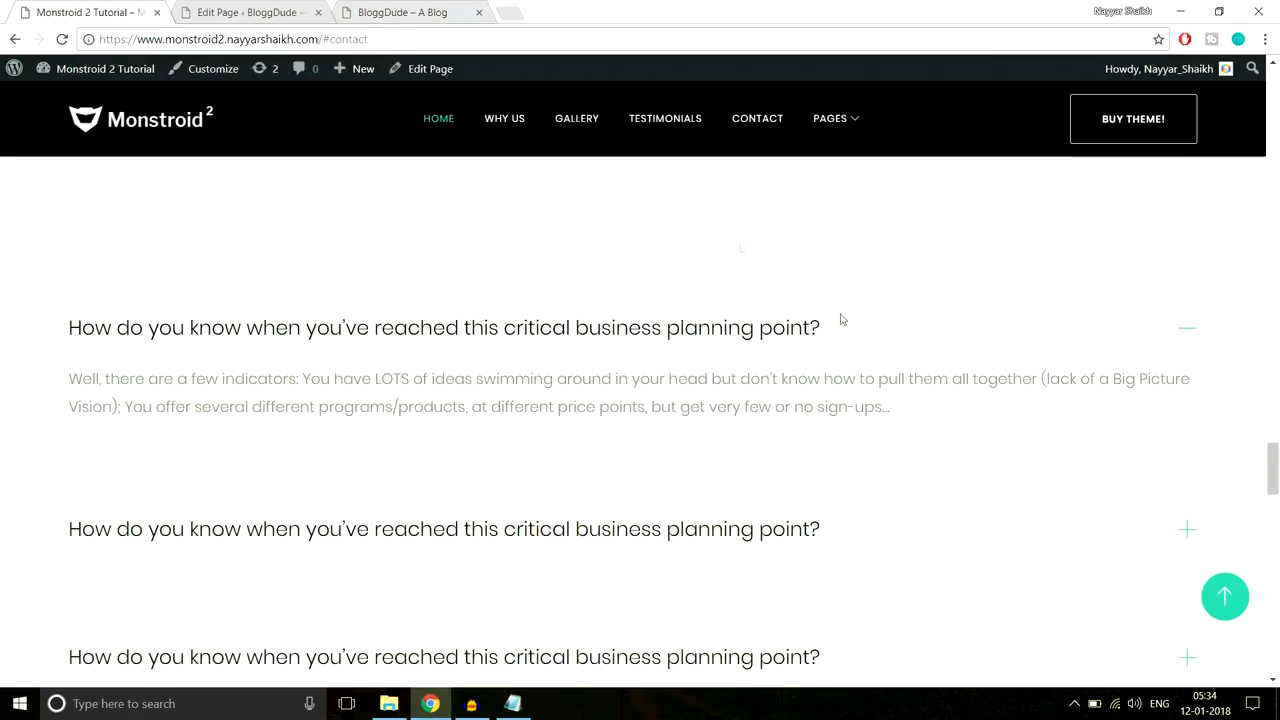 Monstroid 2 Tutorial – M
Edit Page ‹ BloggDude —
BloggDude – A Blog
Nayyar Shaikh
https://www.monstroid2.nayyarshaikh.com/#contact
Monstroid 2 Tutorial
Customize
2
0
New
Edit Page
Howdy, Nayyar_Shaikh
Monstroid 2
HOME
WHY US
GALLERY
TESTIMONIALS
CONTACT
PAGES
BUY THEME!
How do you know when you've reached this critical business planning point?
Well, there are a few indicators: You have LOTS of ideas swimming around in your head but don't know how to pull them all together (lack of a Big Picture
Vision); You offer several different programs/products, at different price points, but get very few or no sign-ups...
How do you know when you've reached this critical business planning point?
How do you know when you've reached this critical business planning point?
Type here to search
ENG
05:34
12-01-2018